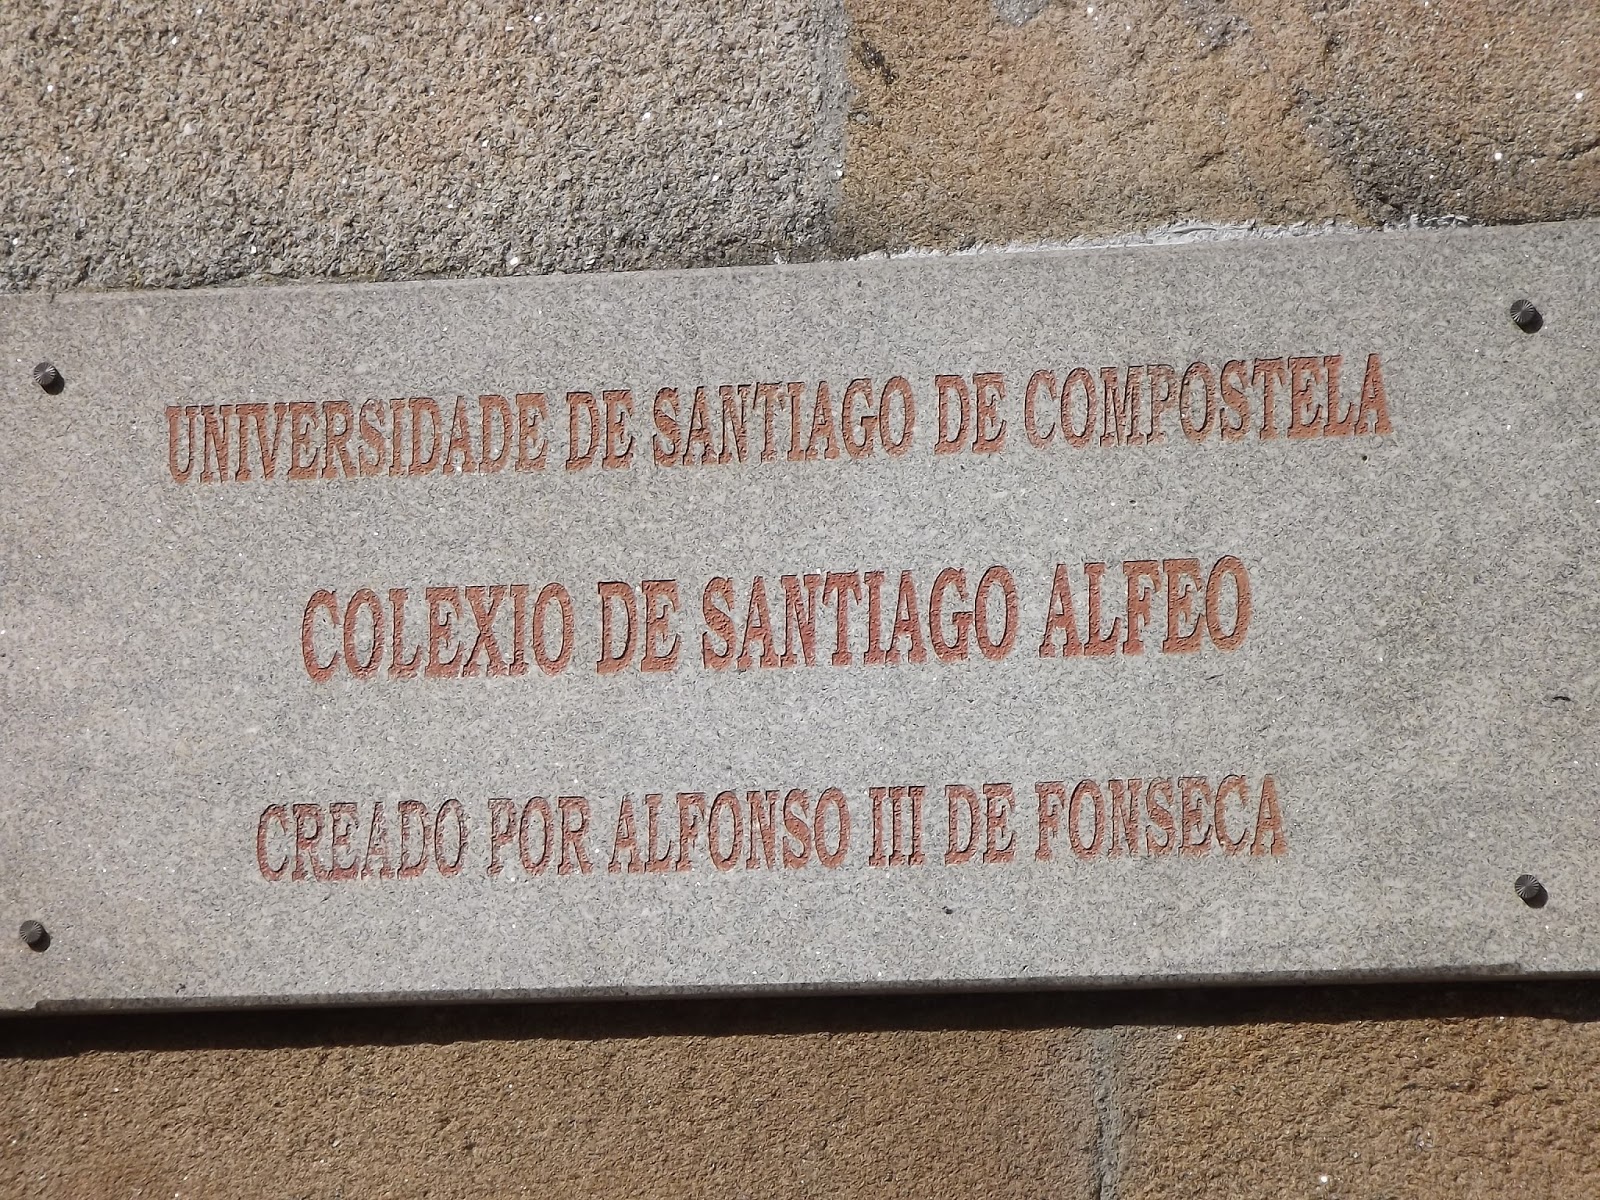 UNIVERSIDADE DE SANTIAGO DE COMPOSTELA
COLEXIO DE SANTIAGO ALFEO
CREADO POR ALFONSO III DE FONSECA